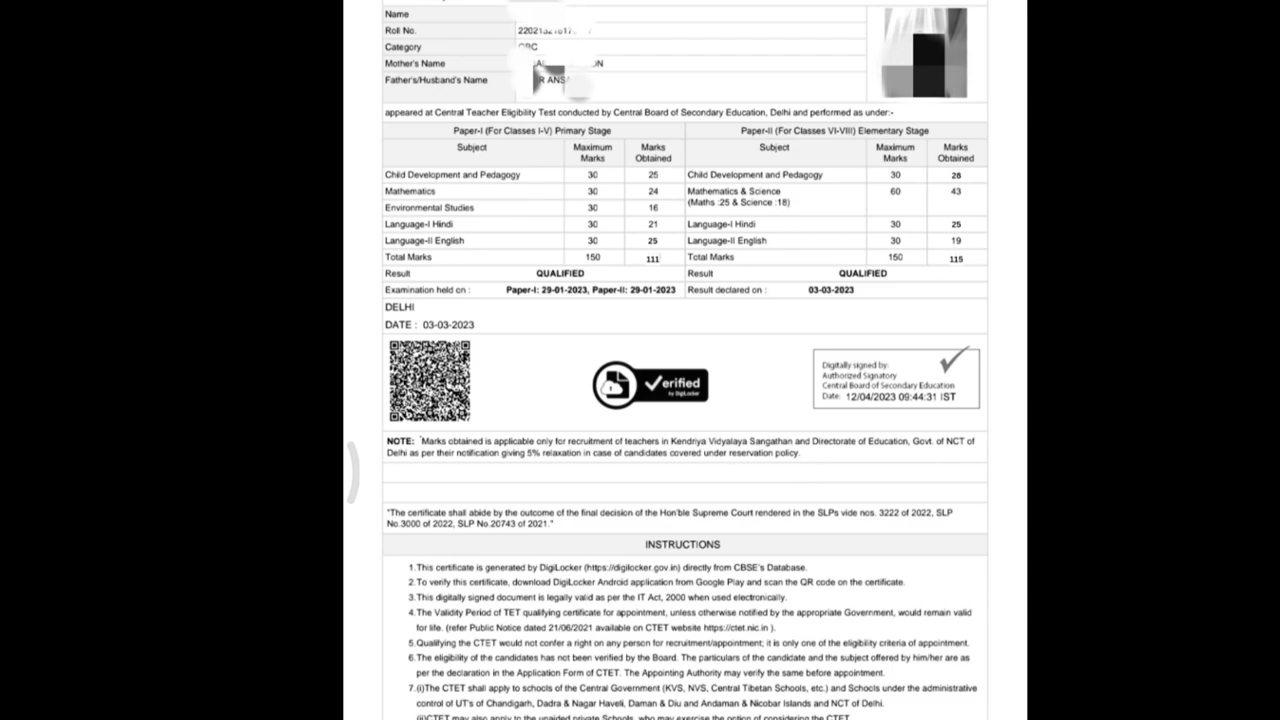 Name
Roll No.
Category
Mother's Name
Father's/Husband's Name R ANS
appeared at Central Teacher Eligibility Test conducted by Central Board of Secondary Education, Delhi and performed as under:-
Paper-I (For Classes I-V) Primary Stage Paper-II (For Classes VI-VIII) Elementary Stage
Subject Maximum Marks Marks Obtained Subject Maximum Marks Marks Obtained
Child Development and Pedagogy 30 25 Child Development and Pedagogy 30 28
Mathematics 30 24 Mathematics & Science 60 43
(Maths :25 & Science :18)
Environmental Studies 30 16
Language-I Hindi 30 21 Language-I Hindi 30 25
Language-II English 30 25 Language-II English 30 19
Total Marks 150 111 Total Marks 150 115
Result QUALIFIED Result QUALIFIED
Examination held on : Paper-I: 29-01-2023, Paper-II: 29-01-2023 Result declared on : 03-03-2023
DELHI
DATE : 03-03-2023
Verified
by DigiLocker
Digitally signed by:
Authorized Signatory
Central Board of Secondary Education
Date: 12/04/2023 09:44:31 IST
NOTE: Marks obtained is applicable only for recruitment of teachers in Kendriya Vidyalaya Sangathan and Directorate of Education, Govt. of NCT of
Delhi as per their notification giving 5% relaxation in case of candidates covered under reservation policy.
"The certificate shall abide by the outcome of the final decision of the Hon'ble Supreme Court rendered in the SLPs vide nos. 3222 of 2022, SLP
No.3000 of 2022, SLP No.20743 of 2021."
INSTRUCTIONS
1.This certificate is generated by DigiLocker (https://digilocker.gov.in) directly from CBSE's Database.
2.To verify this certificate, download DigiLocker Android application from Google Play and scan the QR code on the certificate.
3.This digitally signed document is legally valid as per the IT Act, 2000 when used electronically.
4.The Validity Period of TET qualifying certificate for appointment, unless otherwise notified by the appropriate Government, would remain valid
for life. (refer Public Notice dated 21/06/2021 available on CTET website https://ctet.nic.in ).
5.Qualifying the CTET would not confer a right on any person for recruitment/appointment; it is only one of the eligibility criteria of appointment.
6.The eligibility of the candidates has not been verified by the Board. The particulars of the candidate and the subject offered by him/her are as
per the declaration in the Application Form of CTET. The Appointing Authority may verify the same before appointment.
7.(i)The CTET shall apply to schools of the Central Government (KVS, NVS, Central Tibetan Schools, etc.) and Schools under the administrative
control of UT's of Chandigarh, Dadra & Nagar Haveli, Daman & Diu and Andaman & Nicobar Islands and NCT of Delhi.
(ii)CTET may also apply to the unaided private Schools, who may exercise the option of considering the CTET.